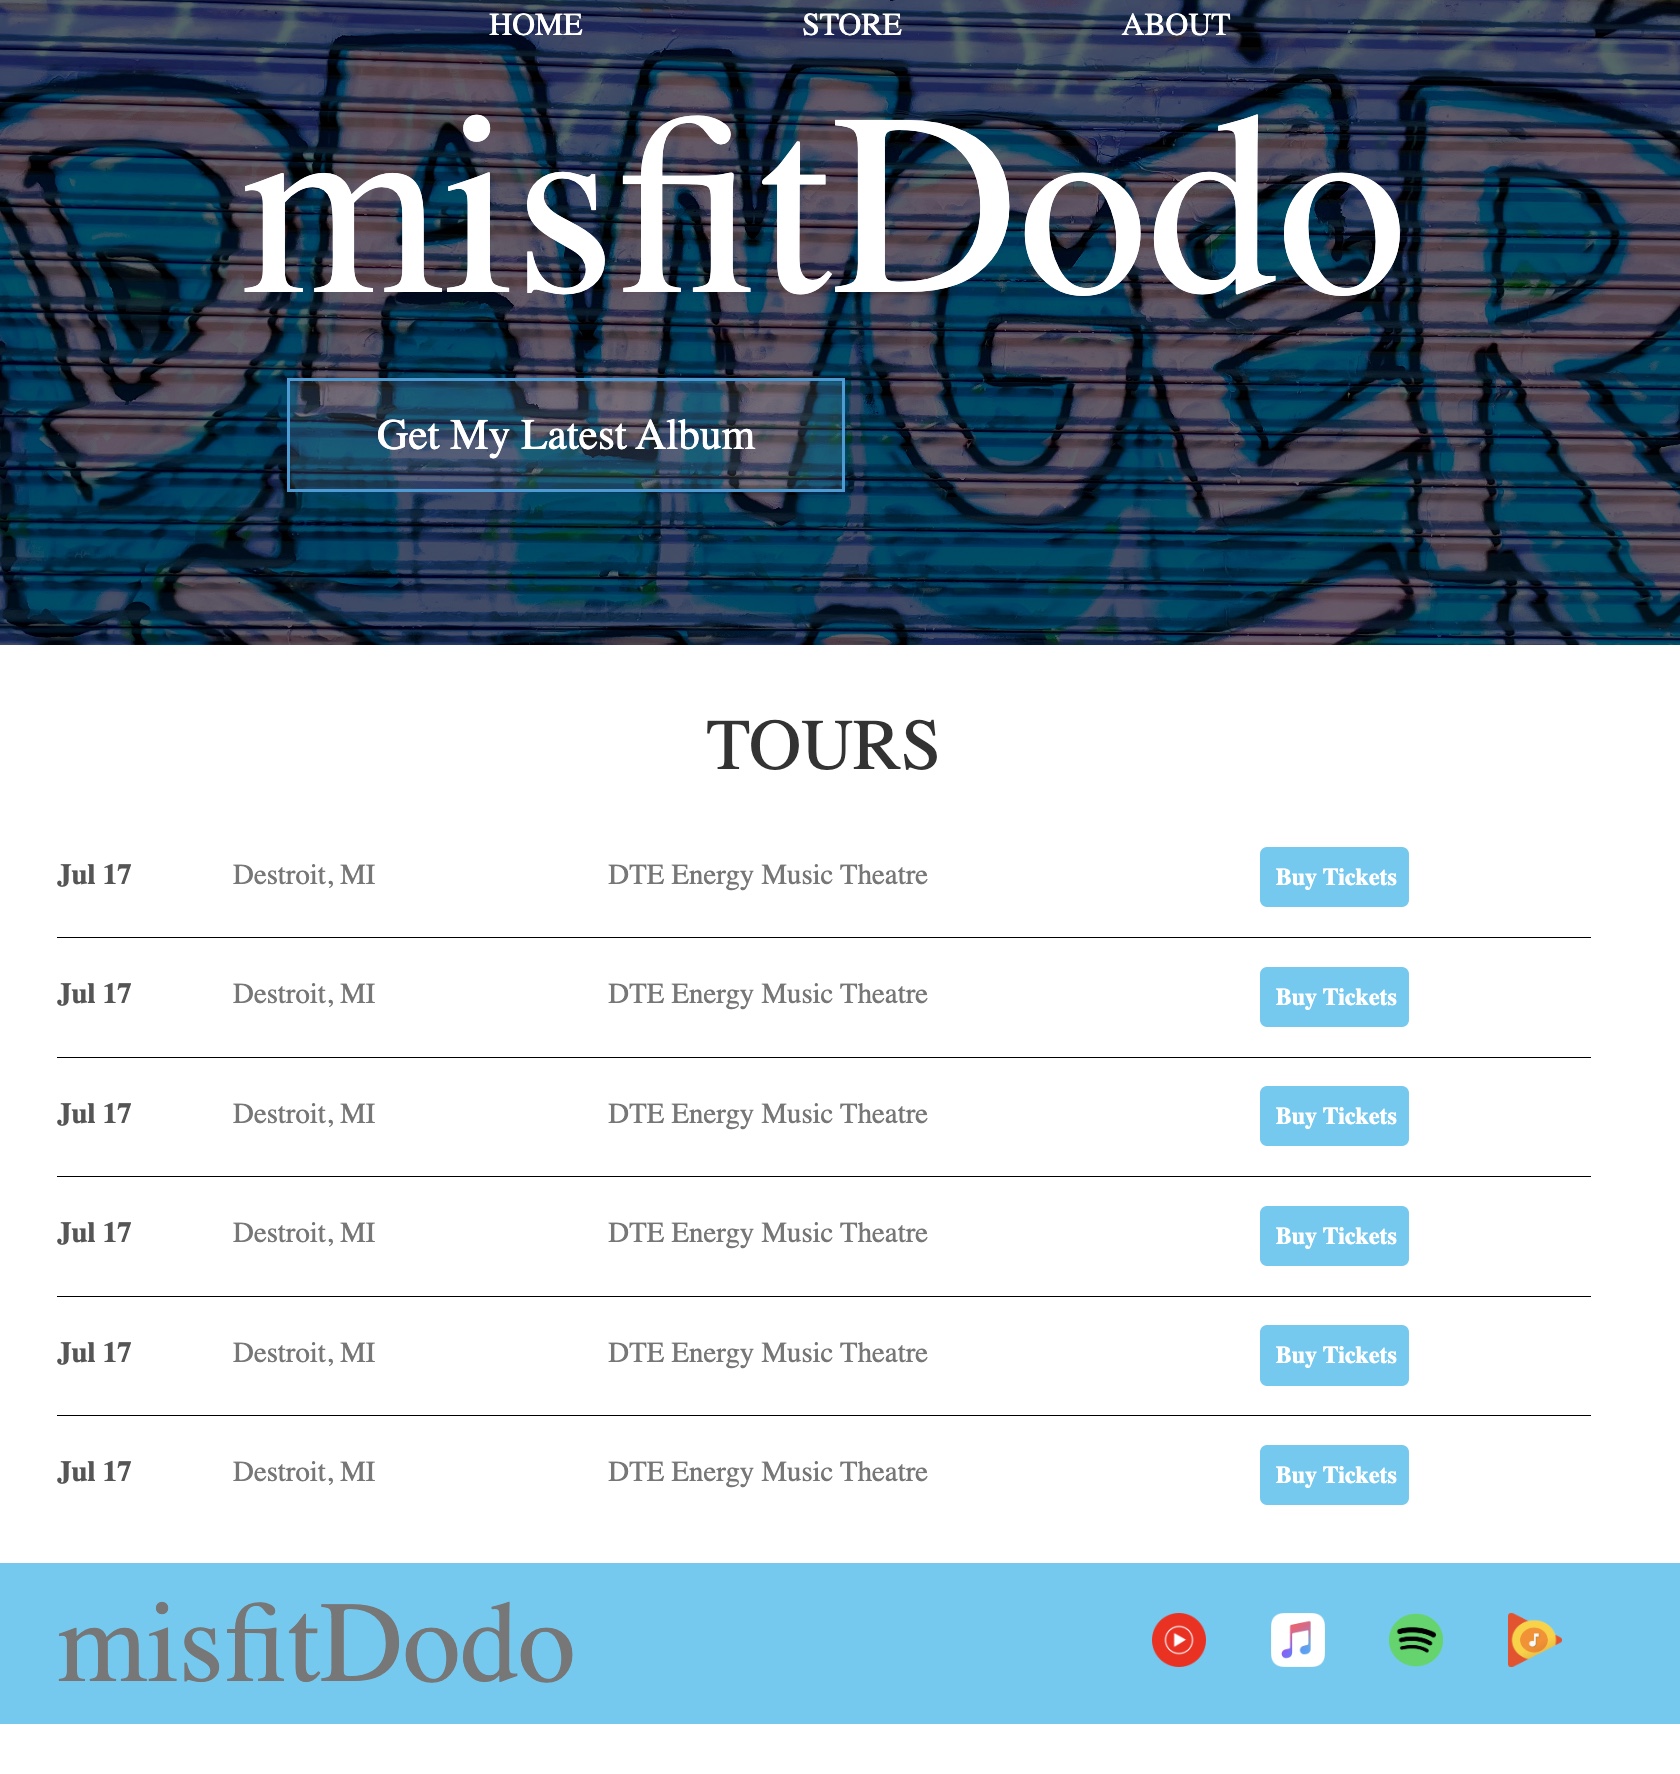 HOME STORE ABOUT
DANGER
misfitDodo
Get My Latest Album
TOURS
Jul 17 Destroit, MI DTE Energy Music Theatre Buy Tickets
Jul 17 Destroit, MI DTE Energy Music Theatre Buy Tickets
Jul 17 Destroit, MI DTE Energy Music Theatre Buy Tickets
Jul 17 Destroit, MI DTE Energy Music Theatre Buy Tickets
Jul 17 Destroit, MI DTE Energy Music Theatre Buy Tickets
Jul 17 Destroit, MI DTE Energy Music Theatre Buy Tickets
misfitDodo